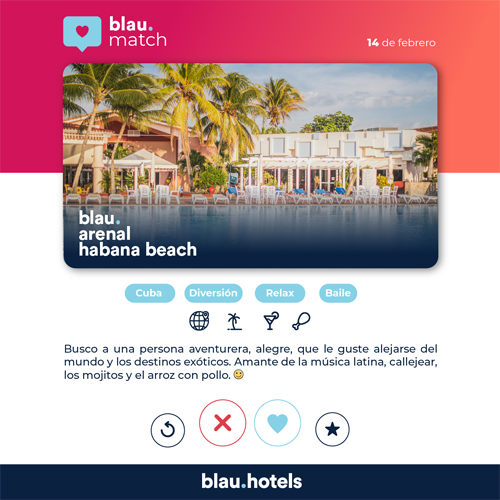 blau.
match
14 de febrero
blau.
arenal
habana beach
Cuba Diversión Relax Baile
Busco a una persona aventurera, alegre, que le guste alejarse del
mundo y los destinos exóticos. Amante de la música latina, callejear,
los mojitos y el arroz con pollo. 🙂
blau.hotels